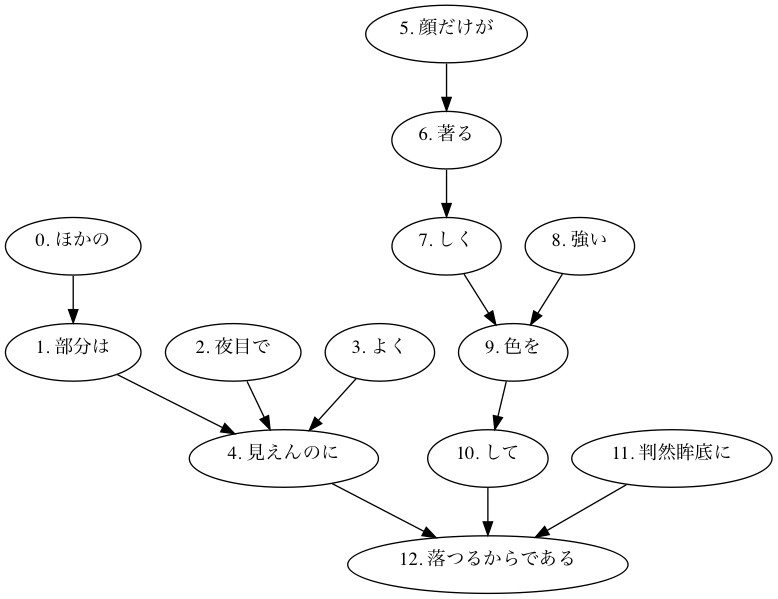 5. 顔だけが
6. 著る
0. ほかの
7. しく
8. 強い
1. 部分は
2. 夜目で
3. よく
9. 色を
4. 見えんのに
10. して
11. 判然眸底に
12. 落つるからである